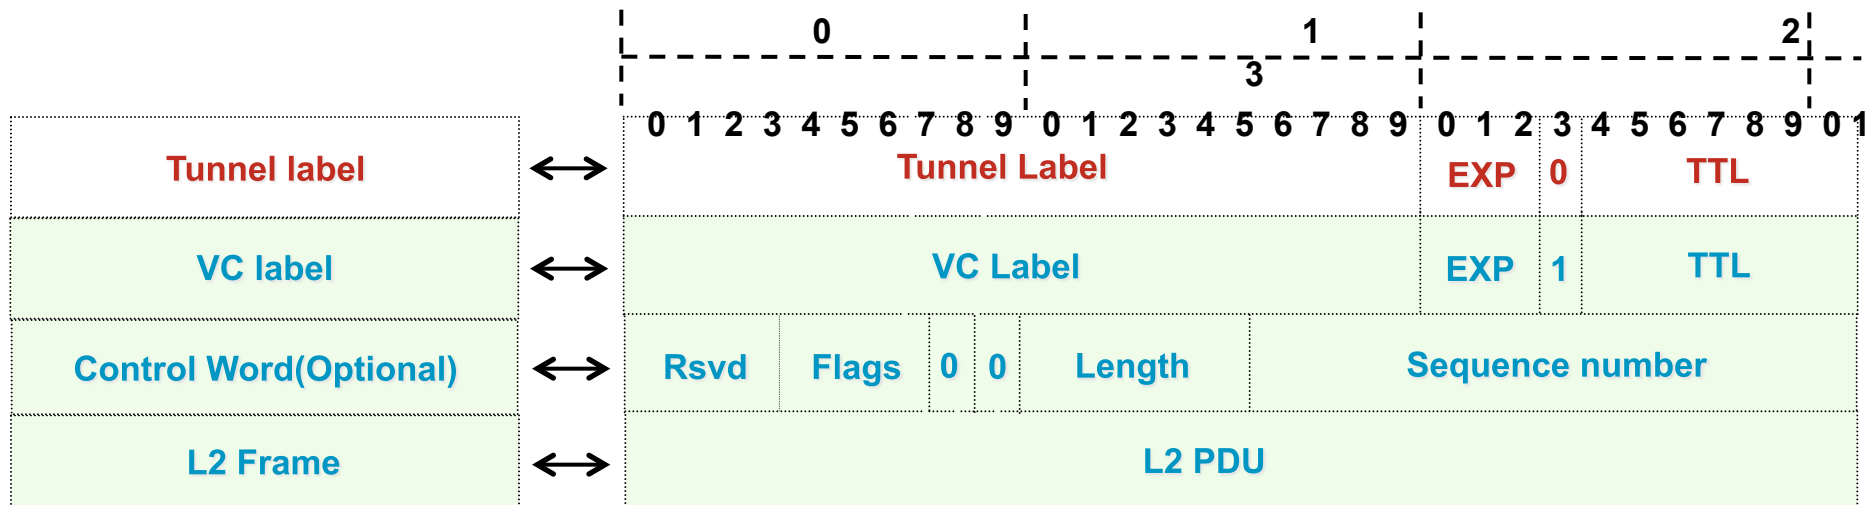 0 1 2
3
0 1 2 3 4 5 6 7 8 9 0 1 2 3 4 5 6 7 8 9 0 1 2 3 4 5 6 7 8 9 0 1
Tunnel label Tunnel Label EXP 0 TTL
VC label VC Label EXP 1 TTL
Control Word(Optional) Rsvd Flags 0 0 Length Sequence number
L2 Frame L2 PDU